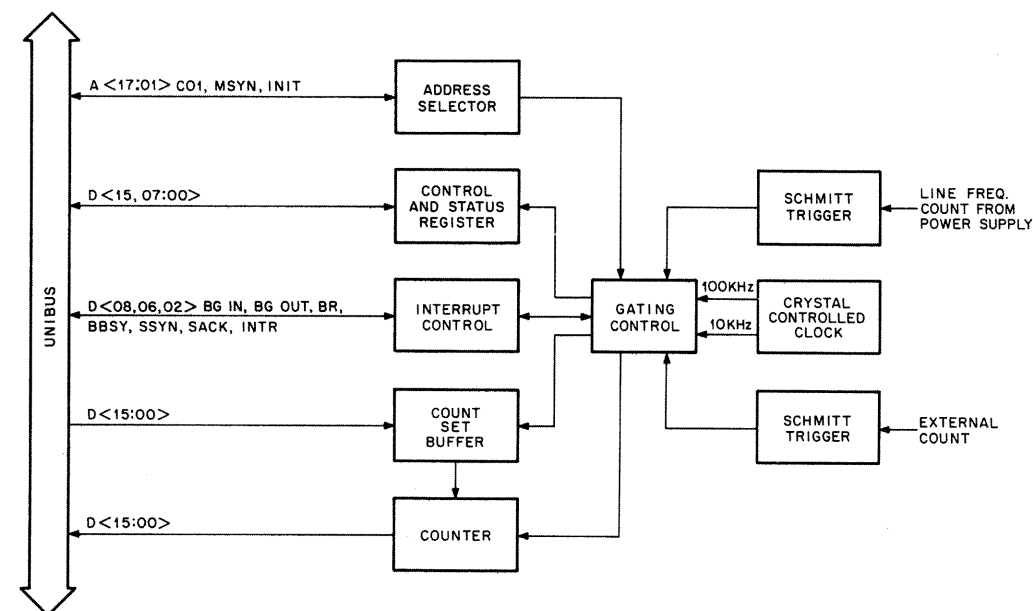 UNIBUS
A <17:01> CO1, MSYN, INIT
ADDRESS
SELECTOR
D <15, 07:00>
CONTROL
AND STATUS
REGISTER
D <08, 06, 02> BG IN, BG OUT, BR,
BBSY, SSYN, SACK, INTR
INTERRUPT
CONTROL
D <15:00>
COUNT
SET
BUFFER
D <15:00>
COUNTER
GATING
CONTROL
SCHMITT
TRIGGER
LINE FREQ.
COUNT FROM
POWER SUPPLY
100KHz
10KHz
CRYSTAL
CONTROLLED
CLOCK
SCHMITT
TRIGGER
EXTERNAL
COUNT